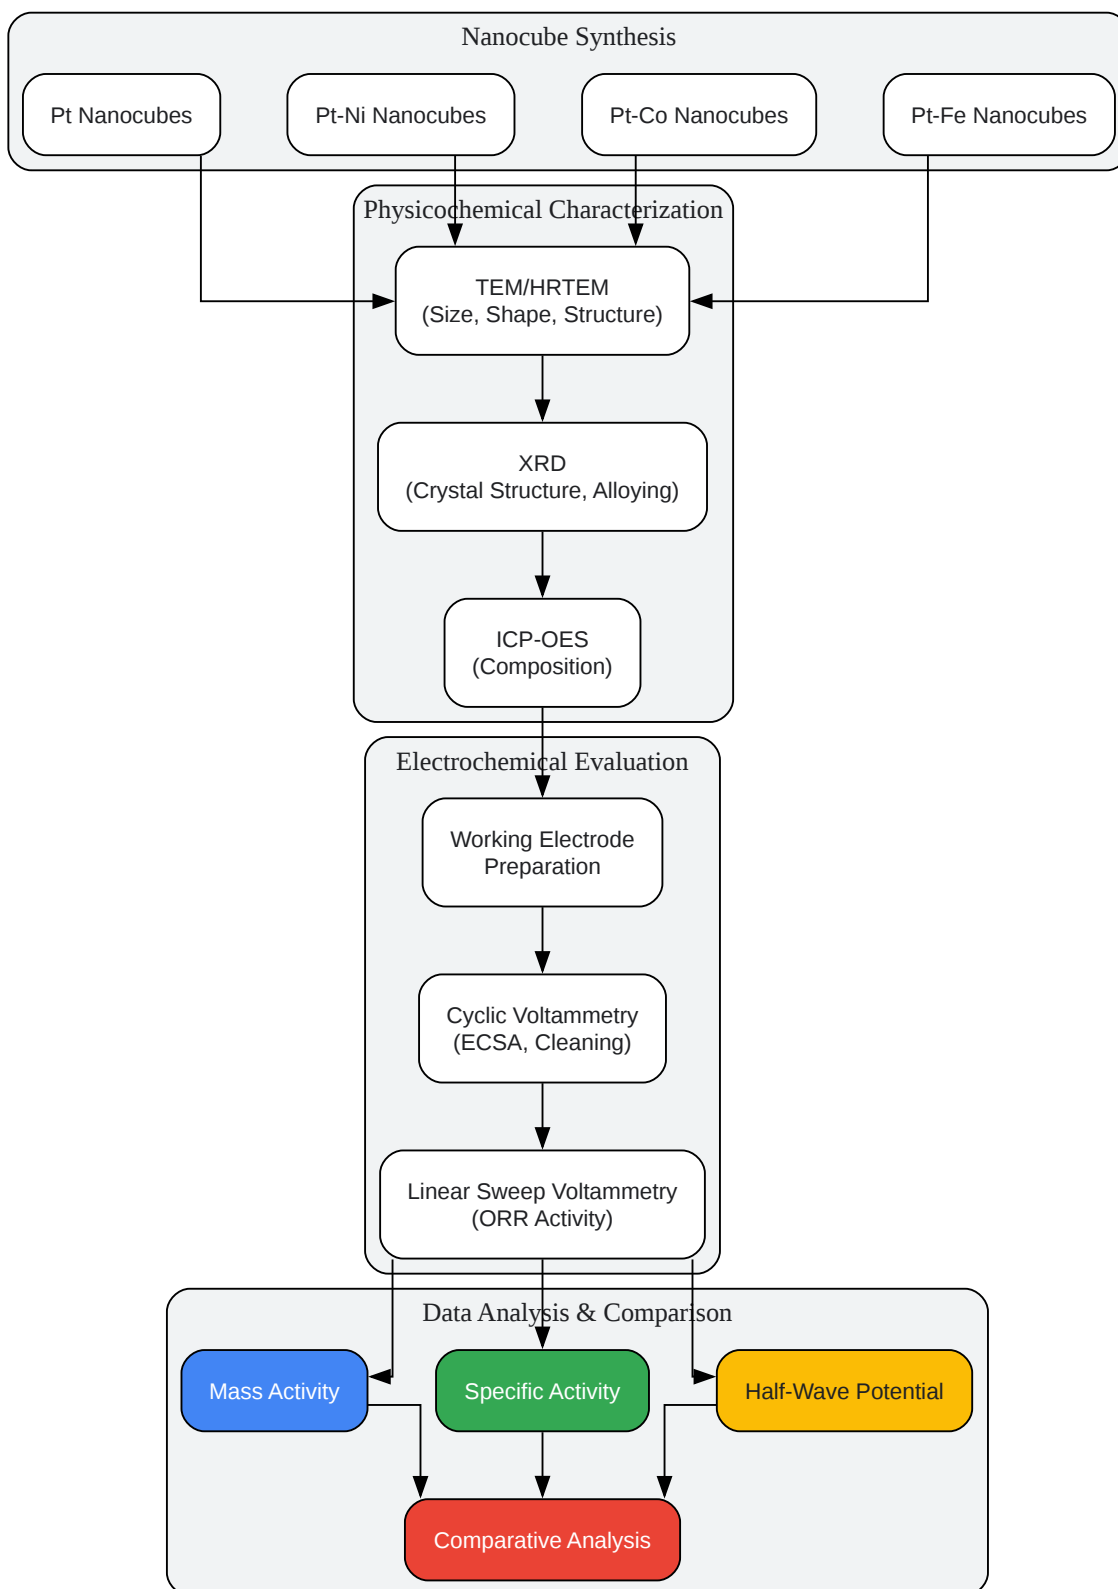 Nanocube Synthesis
Pt Nanocubes
Pt-Ni Nanocubes
Pt-Co Nanocubes
Pt-Fe Nanocubes
Physicochemical Characterization
TEM/HRTEM
(Size, Shape, Structure)
XRD
(Crystal Structure, Alloying)
ICP-OES
(Composition)
Electrochemical Evaluation
Working Electrode
Preparation
Cyclic Voltammetry
(ECSA, Cleaning)
Linear Sweep Voltammetry
(ORR Activity)
Data Analysis & Comparison
Mass Activity
Specific Activity
Half-Wave Potential
Comparative Analysis